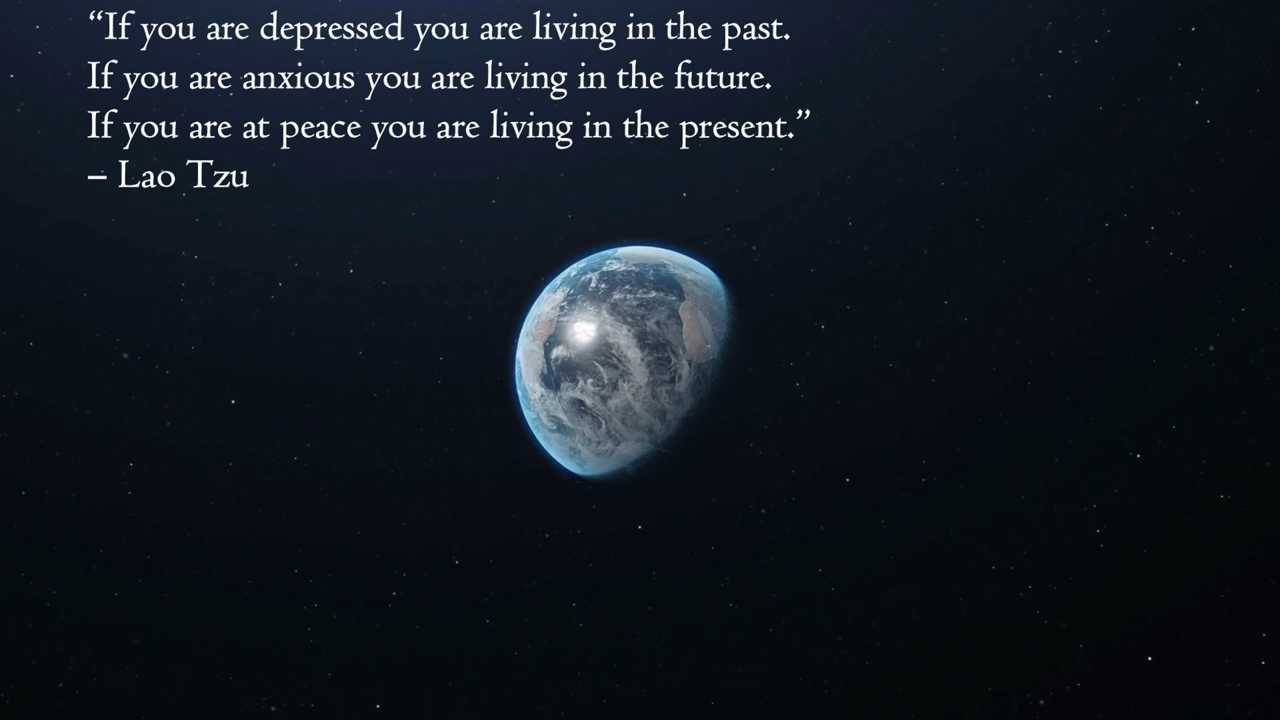 “If you are depressed you are living in the past.
If you are anxious you are living in the future.
If you are at peace you are living in the present.”
– Lao Tzu